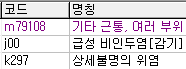 코드 명칭
m79108 기타 근통, 여러 부위
j00 급성 비인두염[감기]
k297 상세불명의 위염